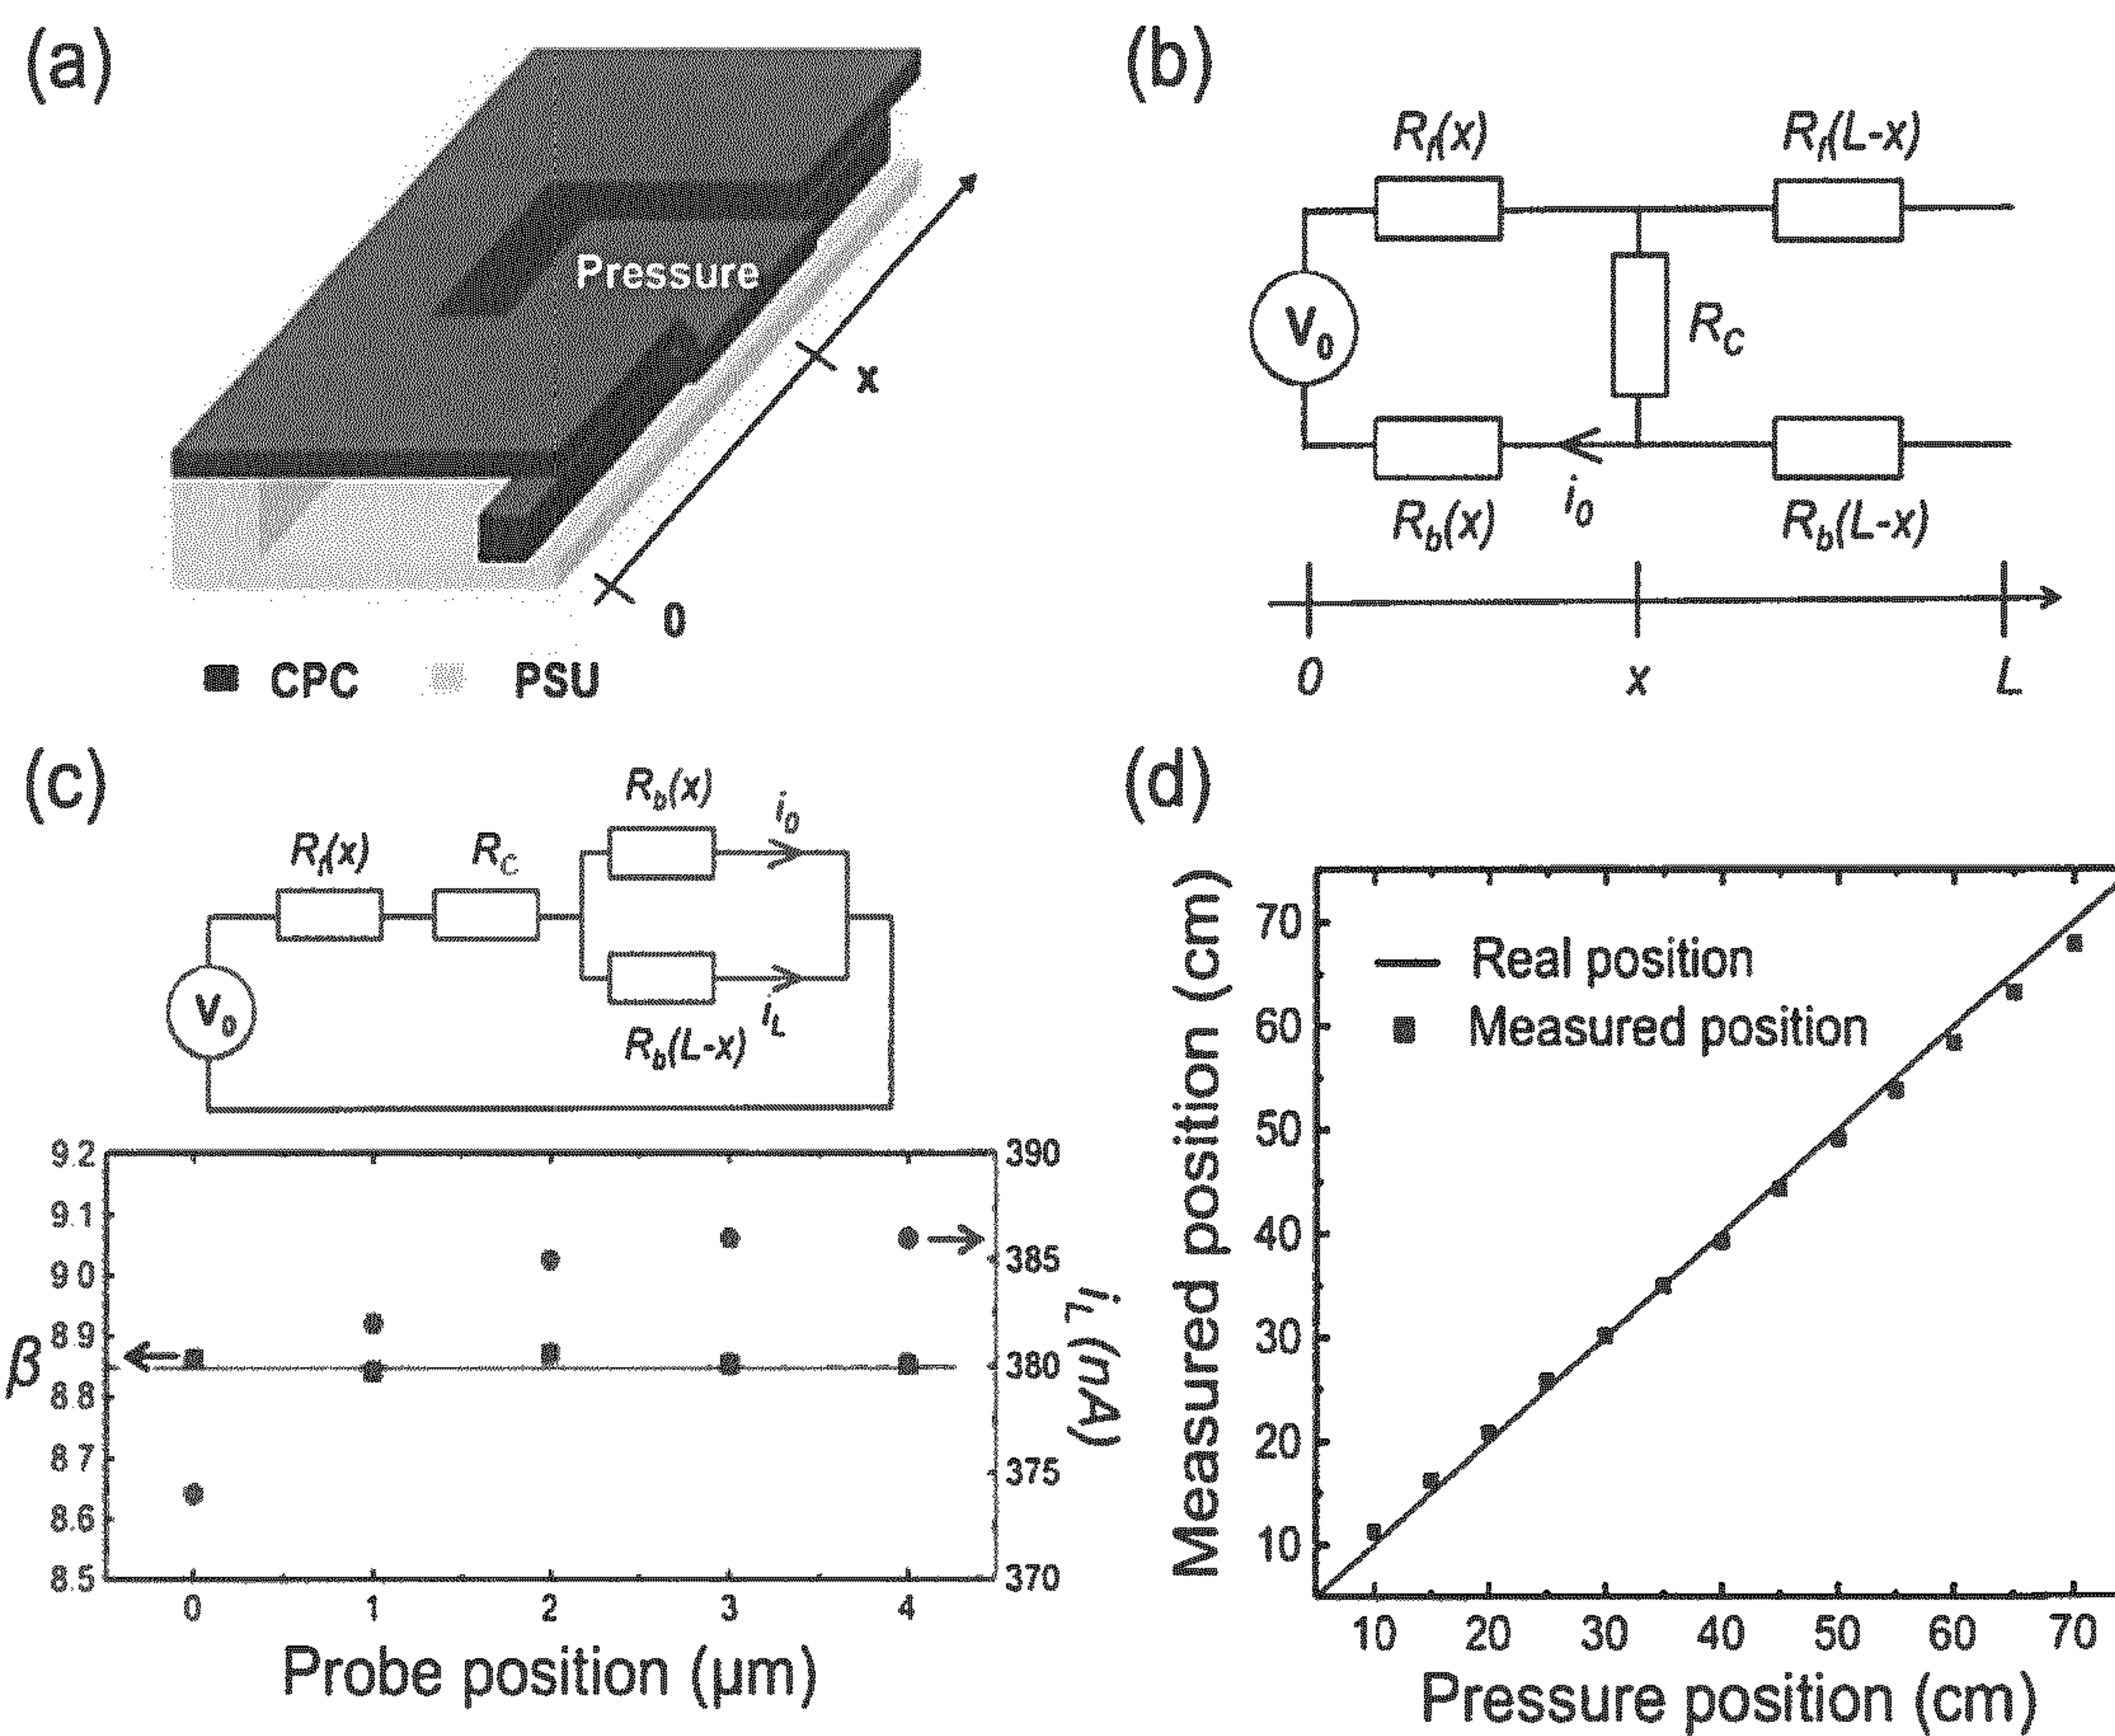 (a)
Pressure
x
0
CPC PSU
(b)
R_f(x) R_f(L-x)
V_0
R_C
i_0
R_b(x) R_b(L-x)
0 x L
(c)
R_b(x) i_0
R_f(x) R_C
V_0
i_L
R_b(L-x)
9.2
9.1
9.0
8.9
8.8
8.7
8.6
8.5
β
390
385
380
375
370
i_L (nA)
0 1 2 3 4
Probe position (μm)
(d)
Real position
Measured position
70
60
50
40
30
20
10
Measured position (cm)
10 20 30 40 50 60 70
Pressure position (cm)